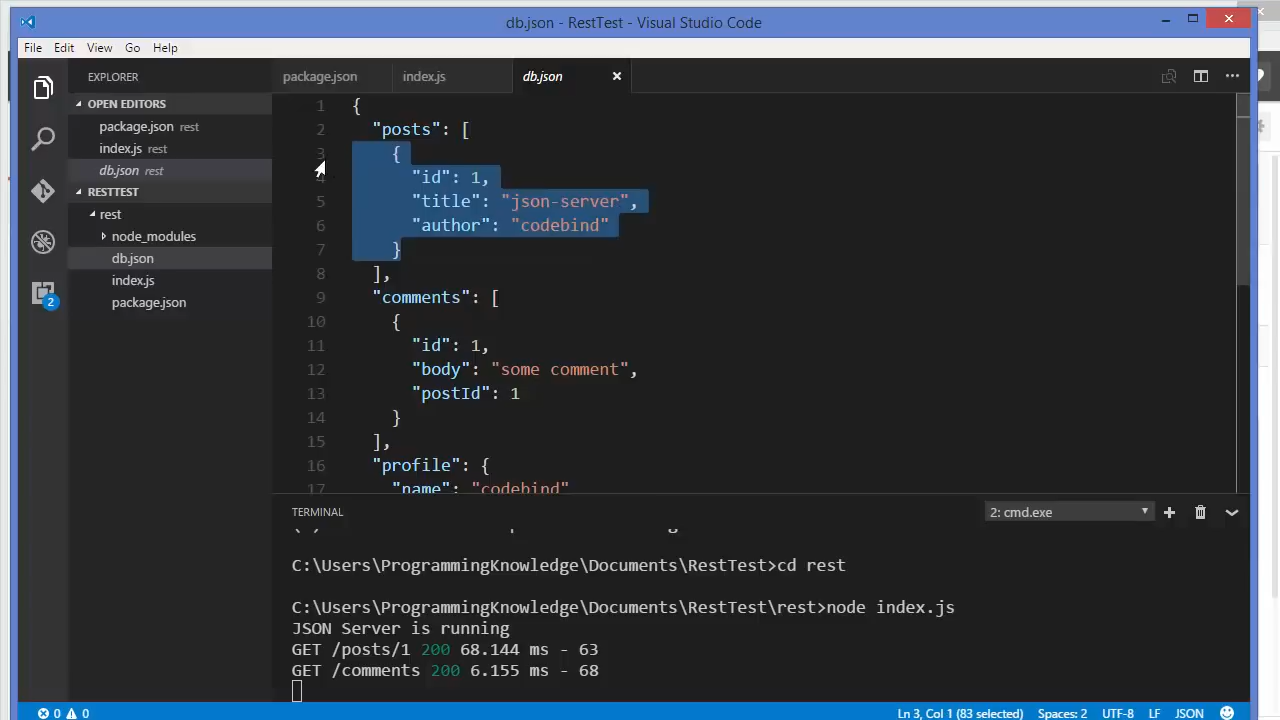 db.json - RestTest - Visual Studio Code
File Edit View Go Help
EXPLORER
package.json
index.js
db.json
OPEN EDITORS
package.json rest
index.js rest
db.json rest
RESTTEST
rest
node_modules
db.json
index.js
package.json
2
1 {
2 "posts": [
3 {
4 "id": 1,
5 "title": "json-server",
6 "author": "codebind"
7 }
8 ],
9 "comments": [
10 {
11 "id": 1,
12 "body": "some comment",
13 "postId": 1
14 }
15 ],
16 "profile": {
17 "name": "codebind"
TERMINAL
2: cmd.exe
C:\Users\ProgrammingKnowledge\Documents\RestTest>cd rest
C:\Users\ProgrammingKnowledge\Documents\RestTest\rest>node index.js
JSON Server is running
GET /posts/1 200 68.144 ms - 63
GET /comments 200 6.155 ms - 68
0 0
Ln 3, Col 1 (83 selected) Spaces: 2 UTF-8 LF JSON